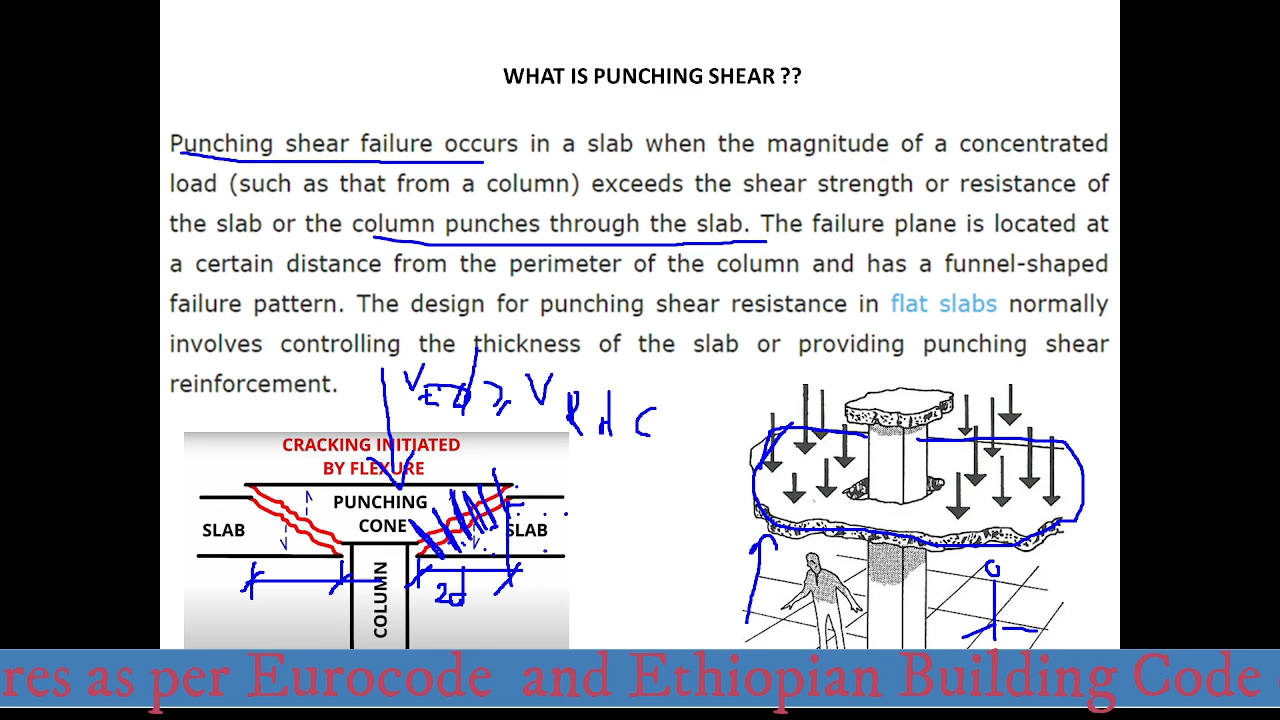 WHAT IS PUNCHING SHEAR ??
Punching shear failure occurs in a slab when the magnitude of a concentrated
load (such as that from a column) exceeds the shear strength or resistance of
the slab or the column punches through the slab. The failure plane is located at
a certain distance from the perimeter of the column and has a funnel-shaped
failure pattern. The design for punching shear resistance in flat slabs normally
involves controlling the thickness of the slab or providing punching shear
reinforcement.
CRACKING INITIATED
BY FLEXURE
PUNCHING
CONE
SLAB
SLAB
COLUMN
2d
res as per Eurocode and Ethiopian Building Code